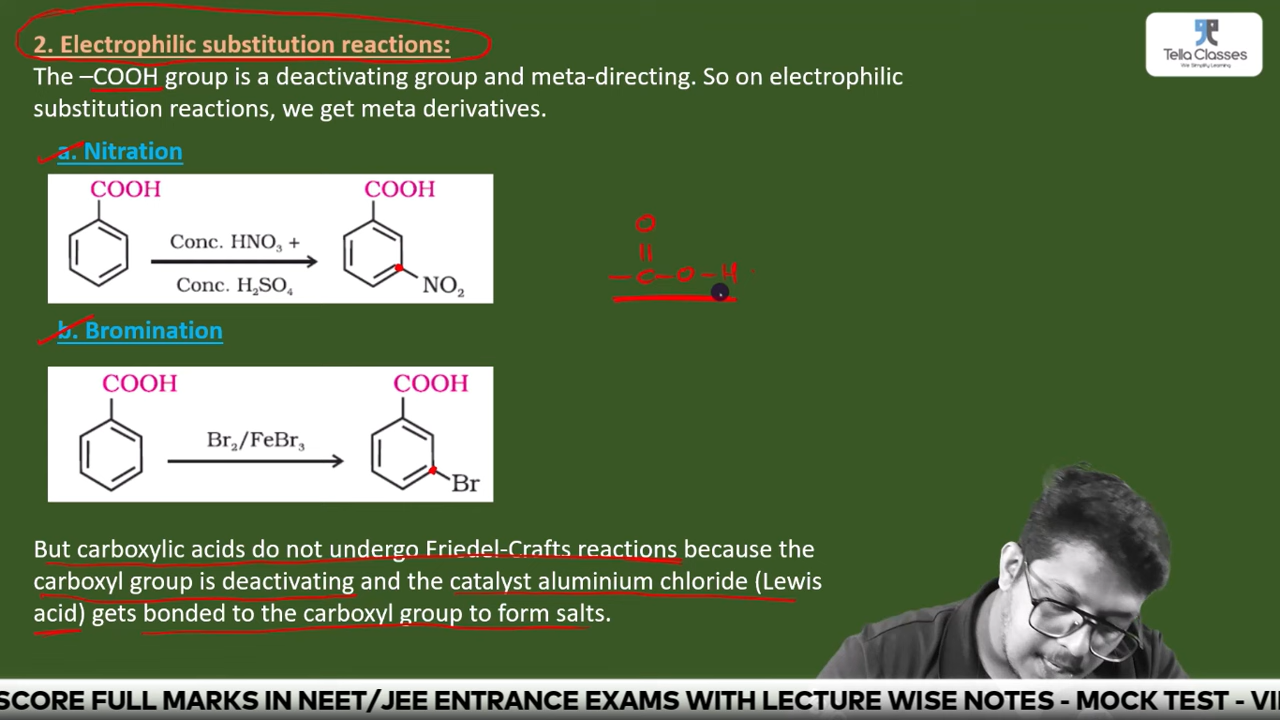 2. Electrophilic substitution reactions:
The –COOH group is a deactivating group and meta-directing. So on electrophilic
substitution reactions, we get meta derivatives.
Tella Classes
We Simplify Learning
a. Nitration
COOH
COOH
Conc. HNO₃ +
Conc. H₂SO₄
NO₂
O
– C – O – H
b. Bromination
COOH
COOH
Br₂/FeBr₃
Br
But carboxylic acids do not undergo Friedel-Crafts reactions because the
carboxyl group is deactivating and the catalyst aluminium chloride (Lewis
acid) gets bonded to the carboxyl group to form salts.
SCORE FULL MARKS IN NEET/JEE ENTRANCE EXAMS WITH LECTURE WISE NOTES - MOCK TEST -